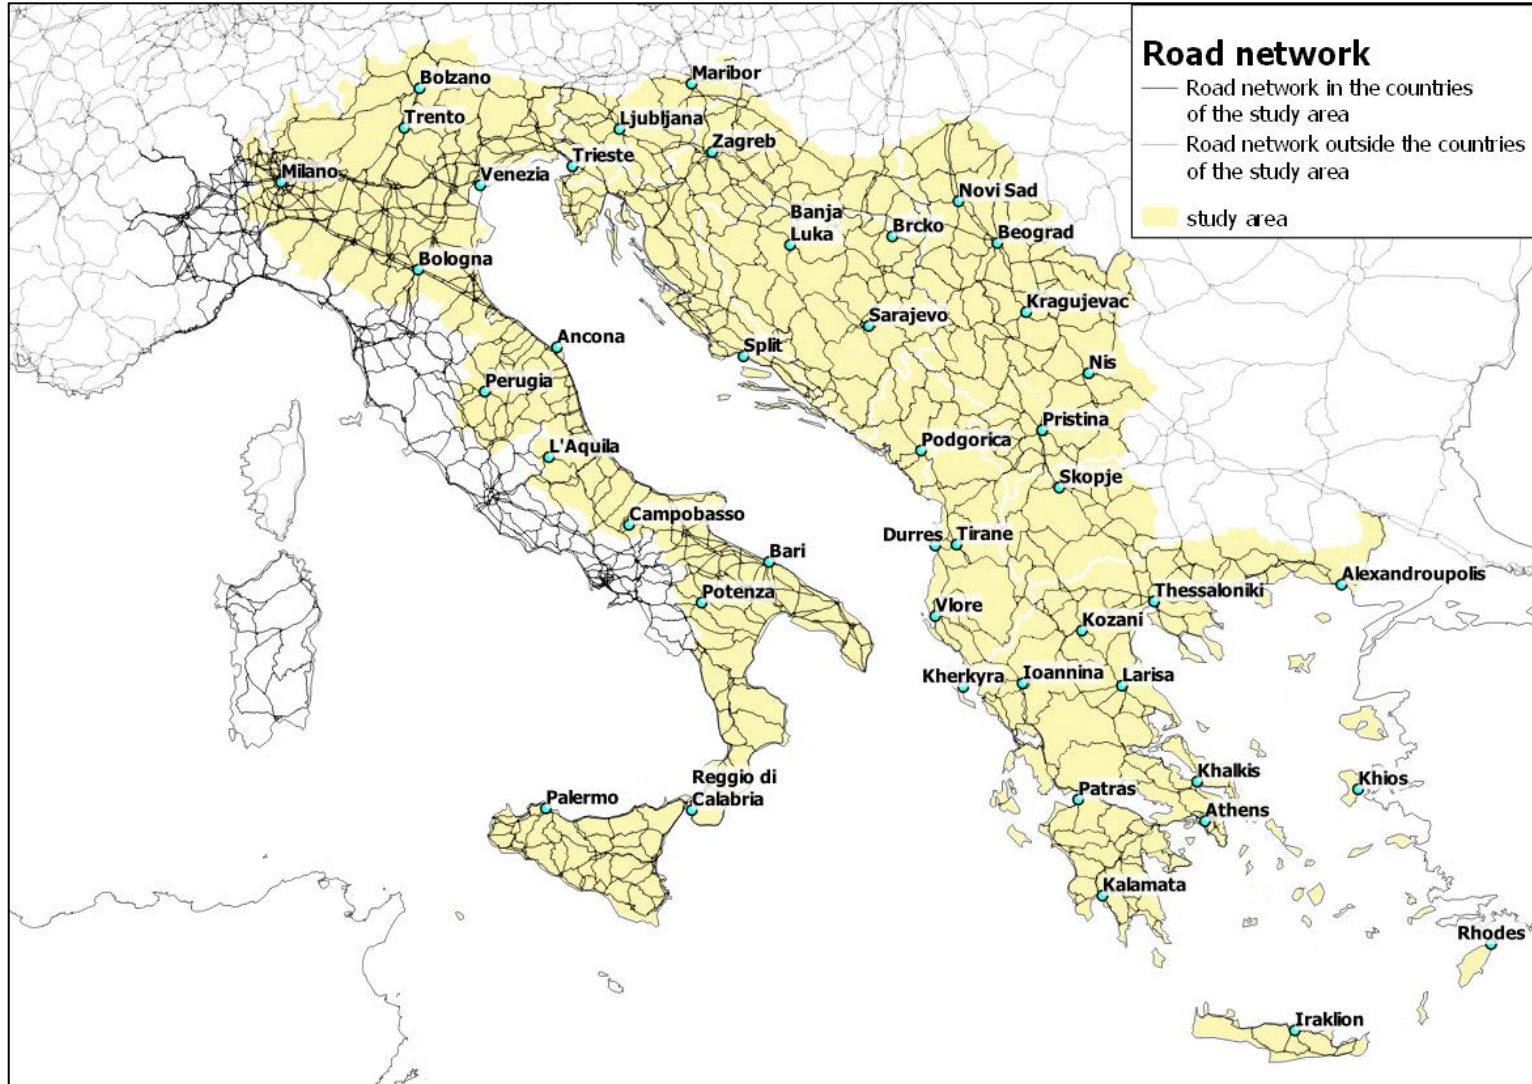 Road network
Road network in the countries
of the study area
Road network outside the countries
of the study area
study area
Bolzano
Maribor
Trento
Ljubljana
Zagreb
Milano
Venezia
Trieste
Novi Sad
Banja
Luka
Brcko
Beograd
Bologna
Kragujevac
Sarajevo
Ancona
Split
Nis
Perugia
Pristina
Podgorica
L'Aquila
Skopje
Campobasso
Durres
Tirane
Bari
Alexandroupolis
Potenza
Vlore
Thessaloniki
Kozani
Kherkyra
Ioannina
Larisa
Reggio di
Calabria
Khalkis
Khios
Palermo
Patras
Athens
Kalamata
Rhodes
Iraklion